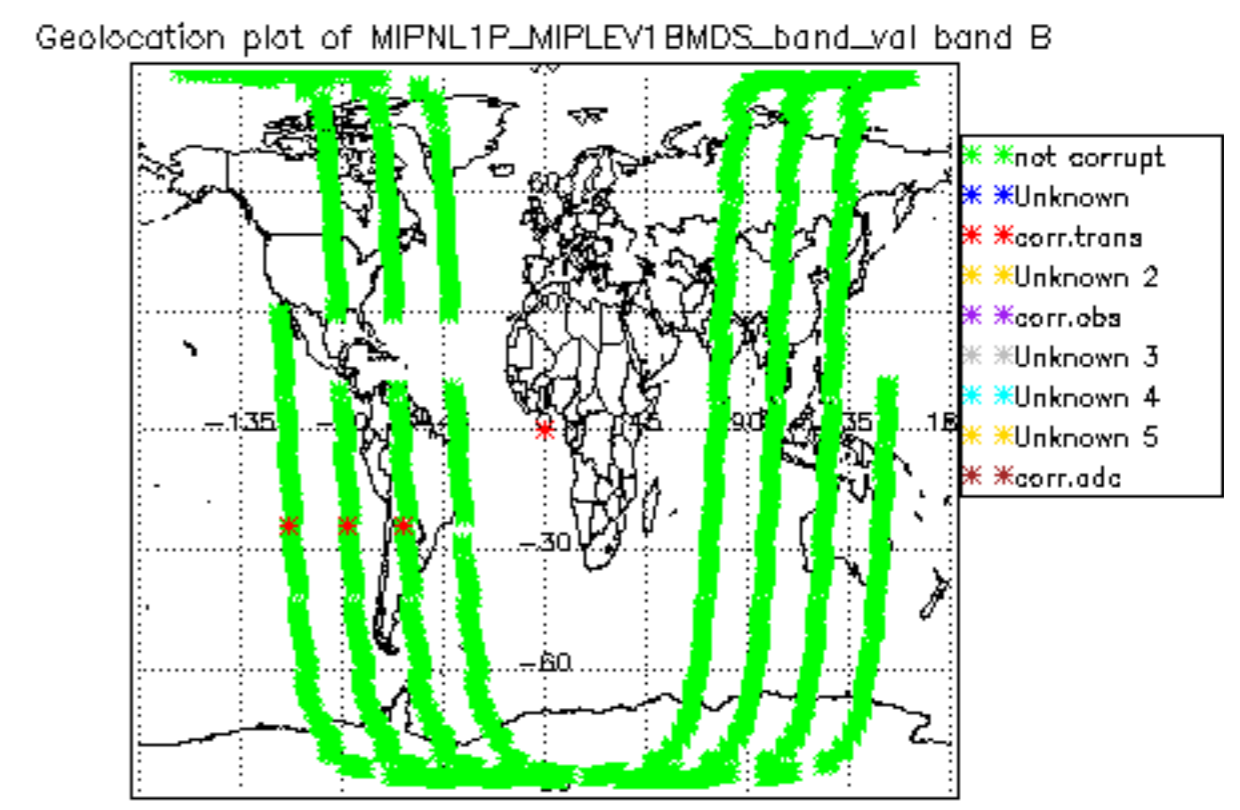 Geolocation plot of MIPNL1P_MIPLEV1BMDS_band_val band B
not corrupt
Unknown
corr.trans
Unknown 2
corr.obs
Unknown 3
Unknown 4
Unknown 5
corr.adc
60
-135
45
90
-30
-60